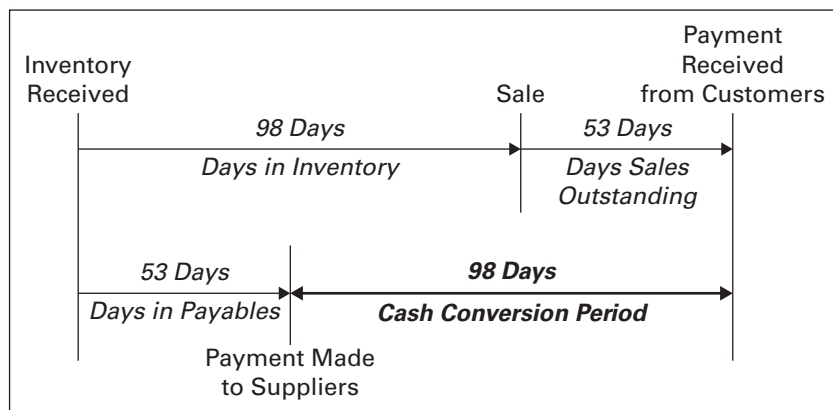 Inventory
Received
Sale
Payment
Received
from Customers
98 Days
Days in Inventory
53 Days
Days Sales
Outstanding
53 Days
Days in Payables
98 Days
Cash Conversion Period
Payment Made
to Suppliers